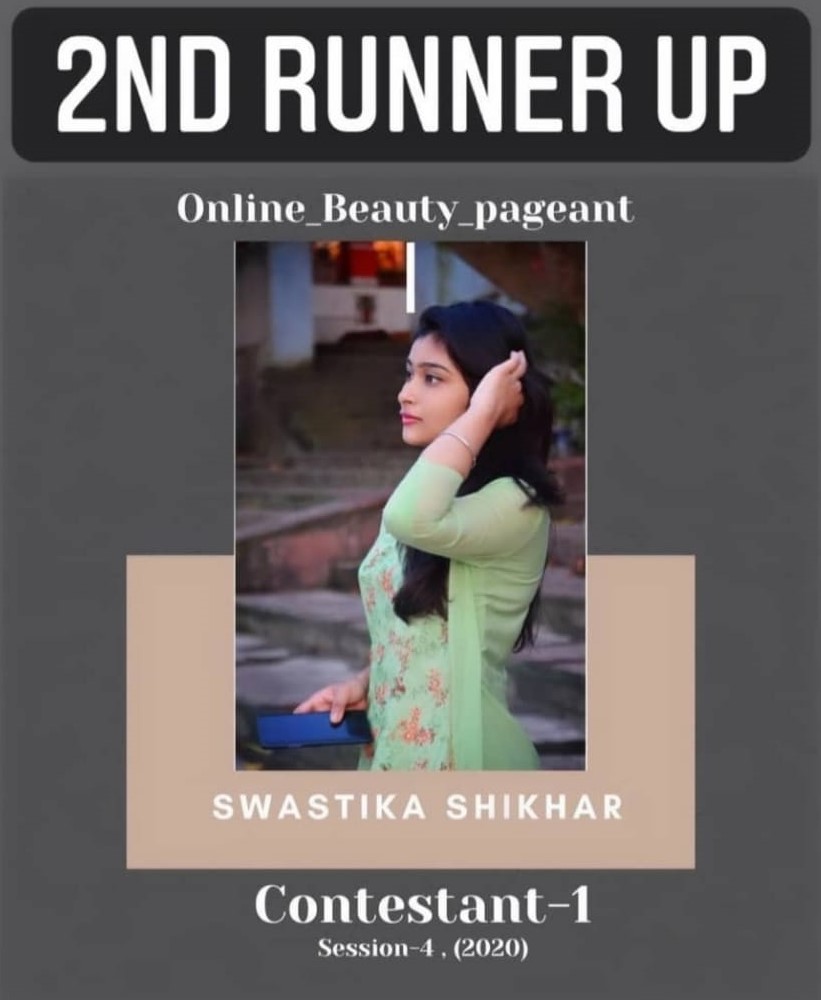 2ND RUNNER UP
Online_Beauty_pageant
SWASTIKA SHIKHAR
Contestant-1
Session-4 , (2020)